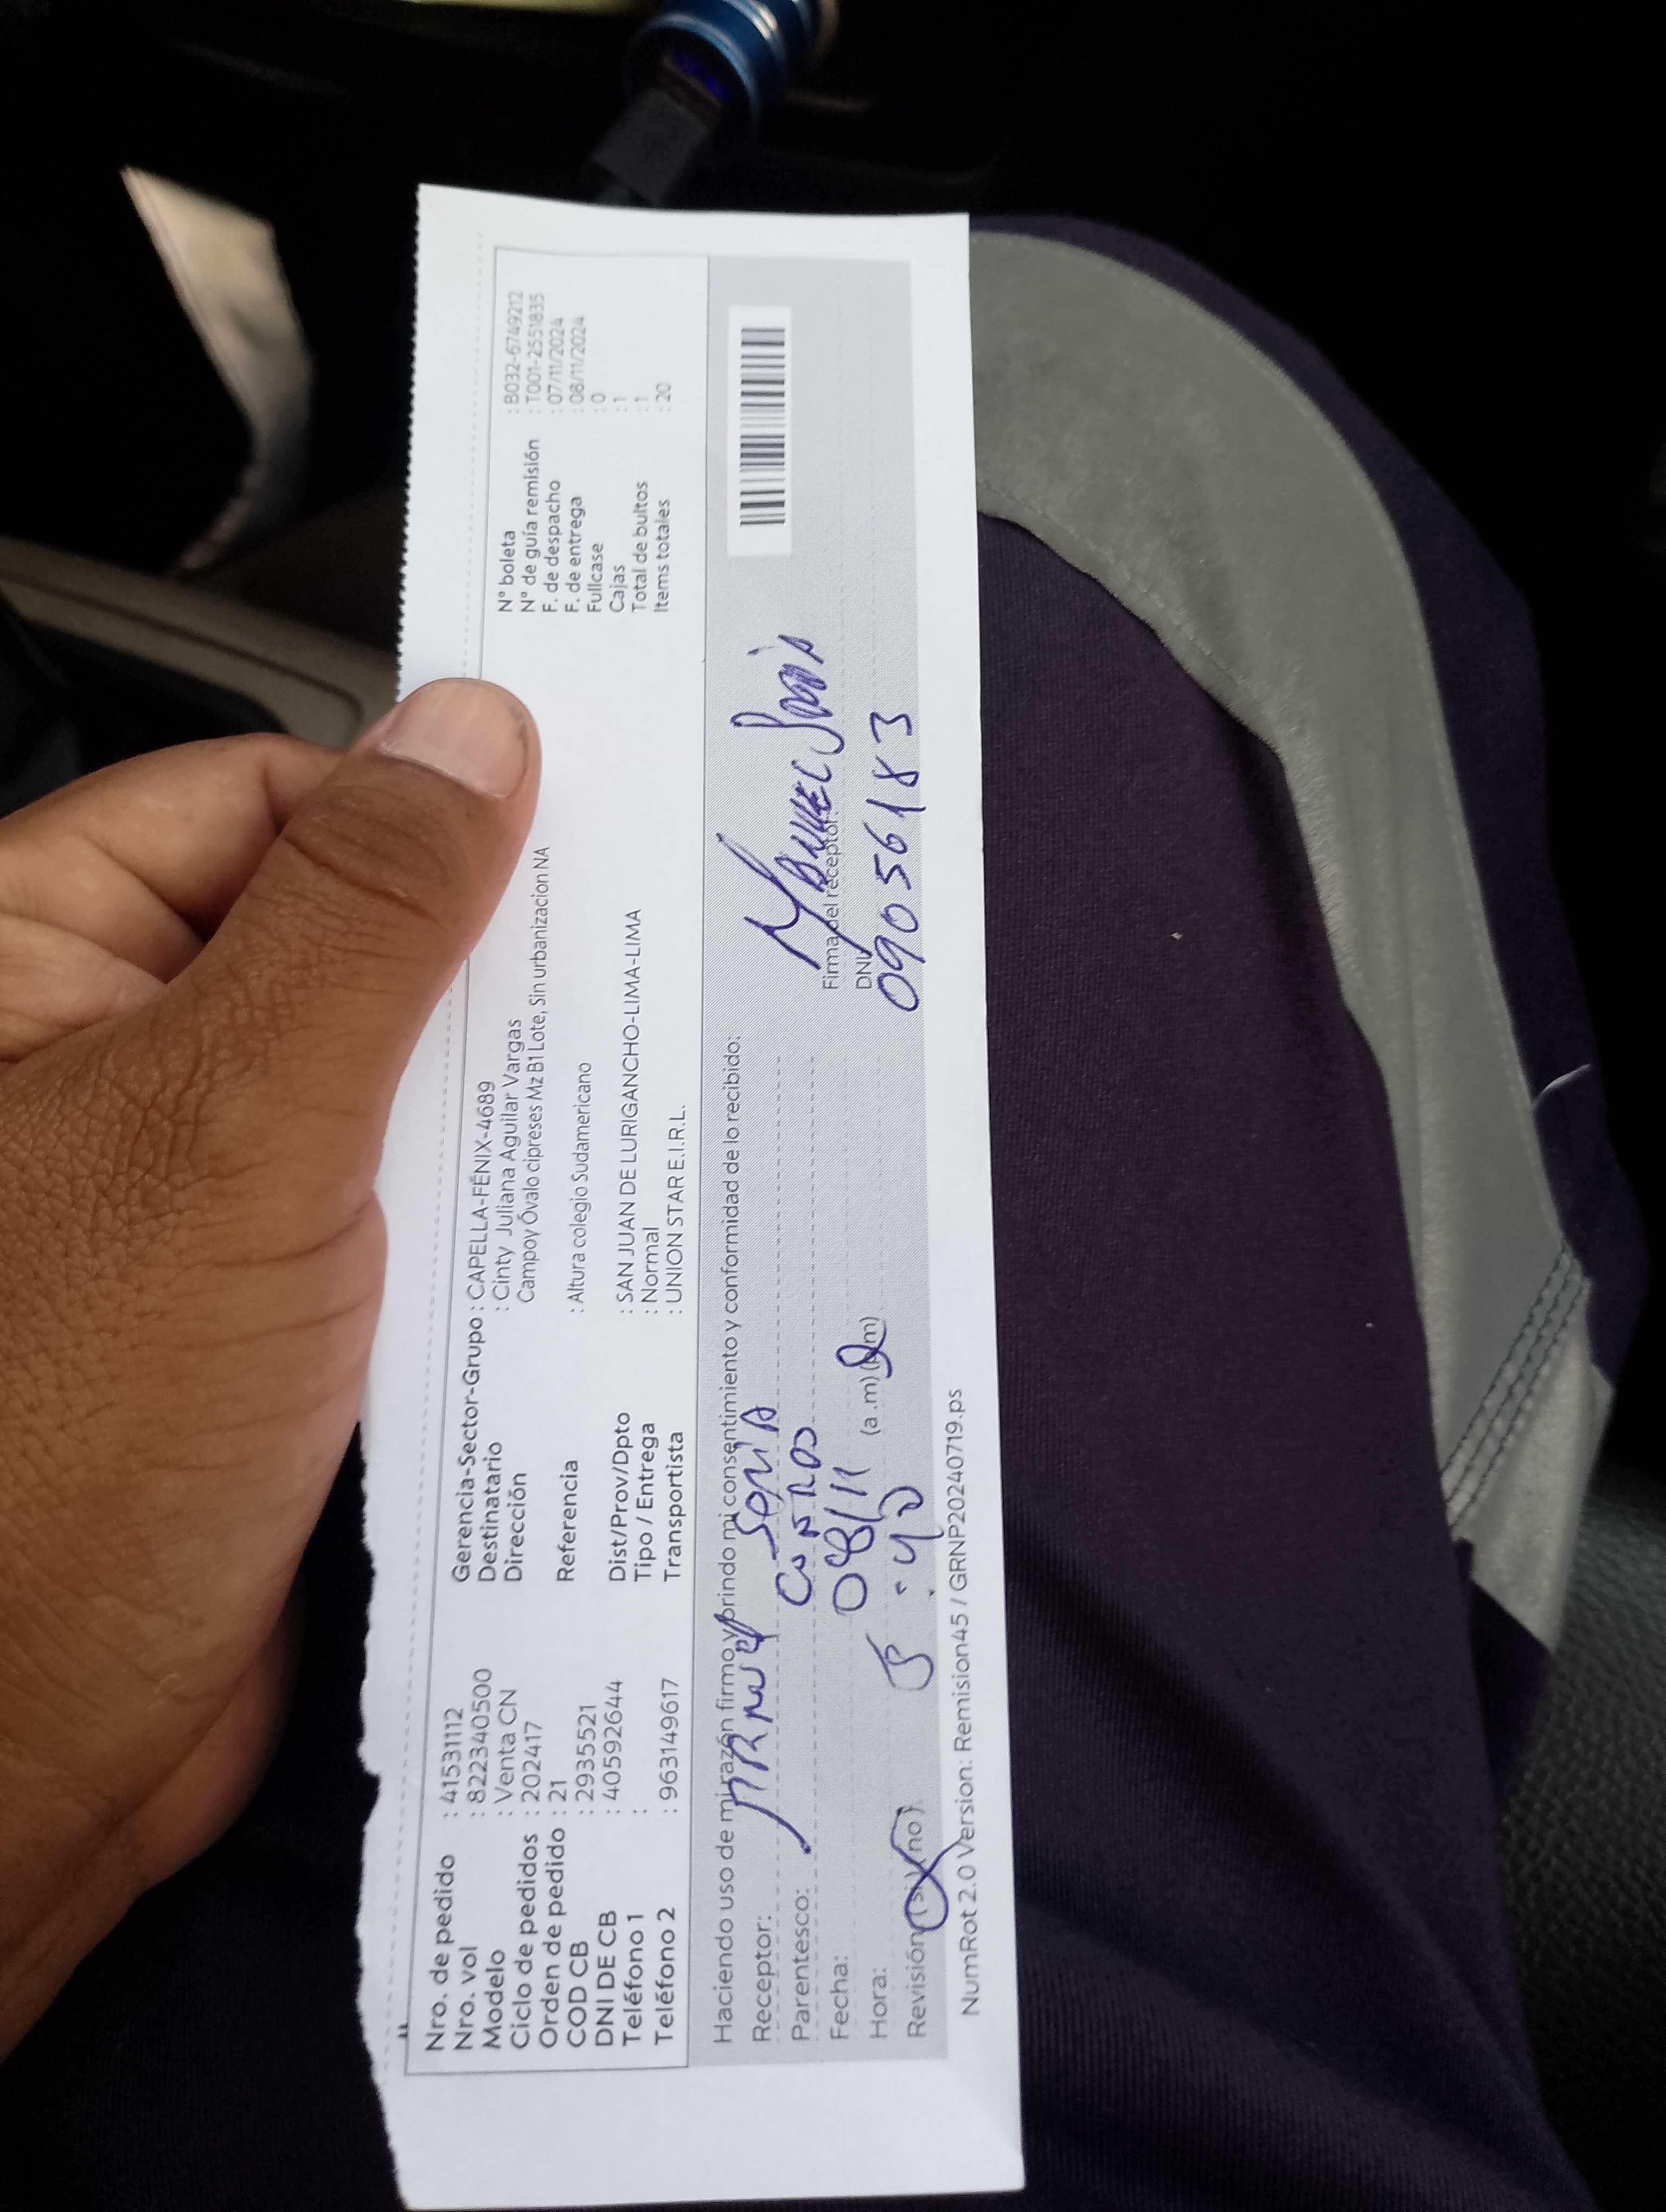 Nro. de pedido : 41531112
Nro. vol : 822340500
Modelo : Venta CN
Ciclo de pedidos : 202417
Orden de pedido : 21
COD CB : 2935521
DNI DE CB : 40592644
Teléfono 1 :
Teléfono 2 : 963149617
Gerencia-Sector-Grupo : CAPELLA-FÉNIX-4689
Destinatario : Cinty Juliana Aguilar Vargas
Dirección Campoy Óvalo cipreses Mz B1 Lote, Sin urbanizacion NA
Referencia : Altura colegio Sudamericano
Dist/Prov/Dpto : SAN JUAN DE LURIGANCHO-LIMA-LIMA
Tipo / Entrega : Normal
Transportista : UNION STAR E.I.R.L.
N° boleta : B032-6749212
N° de guía remisión : T001-2551835
F. de despacho : 07/11/2024
F. de entrega : 08/11/2024
Fullcase : 0
Cajas : 1
Total de bultos : 1
Items totales : 20
Haciendo uso de mi razón firmo y brindo mi consentimiento y conformidad de lo recibido:
Receptor: Manuel
Parentesco:
Fecha: 08/11
Hora: 5:40 (a.m) (p.m)
Revisión (si) (no)
Manuel
Firma del receptor:
DNI: 09056183
NumRot 2.0 Version: Remision45 / GRNP20240719.ps